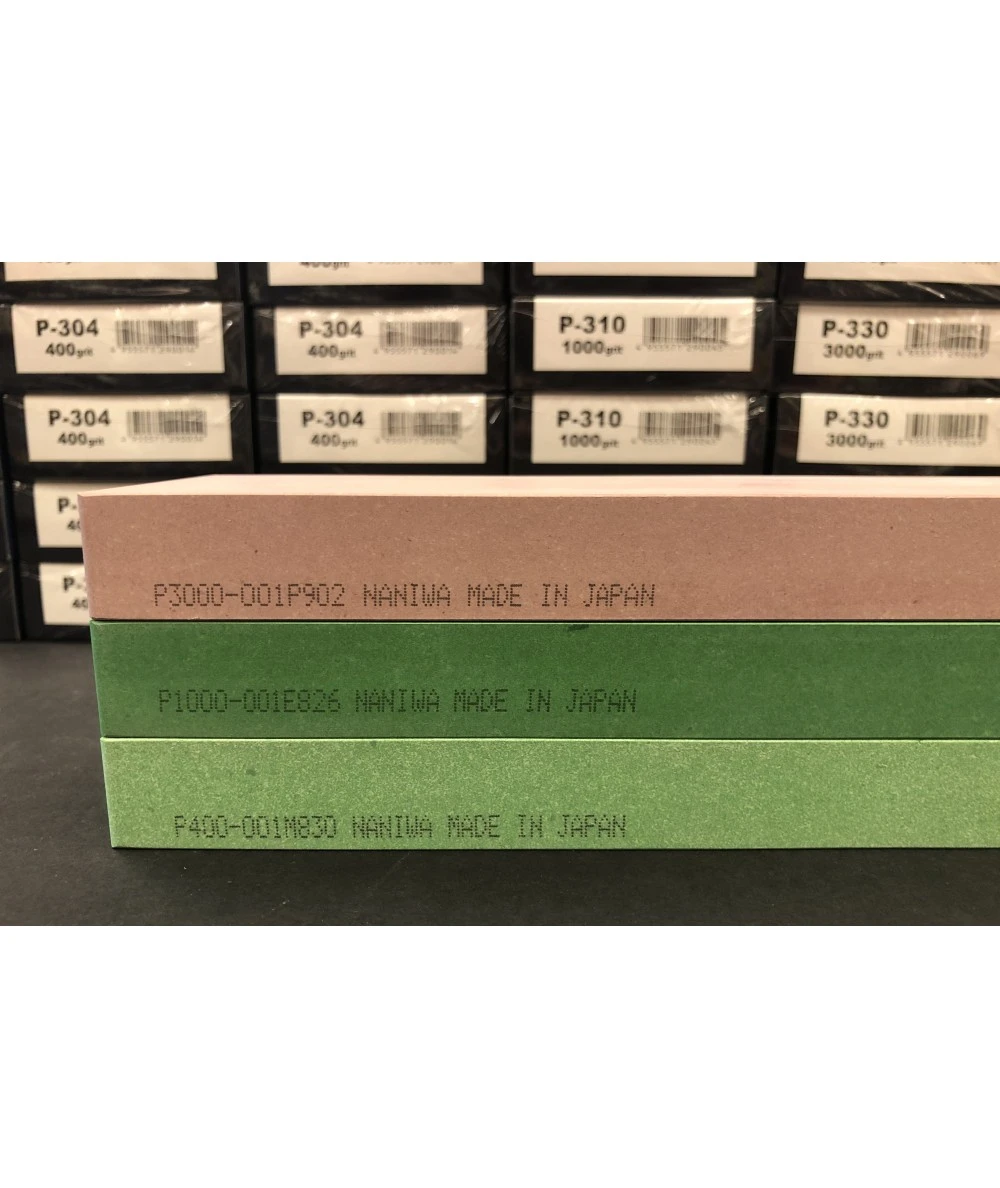 P-304
400grit
P-304
400grit
P-310
1000grit
P-330
3000grit
P-304
400grit
P-304
400grit
P-310
1000grit
P-330
3000grit
P3000-001P902 NANIWA MADE IN JAPAN
P1000-001E826 NANIWA MADE IN JAPAN
P400-001M830 NANIWA MADE IN JAPAN